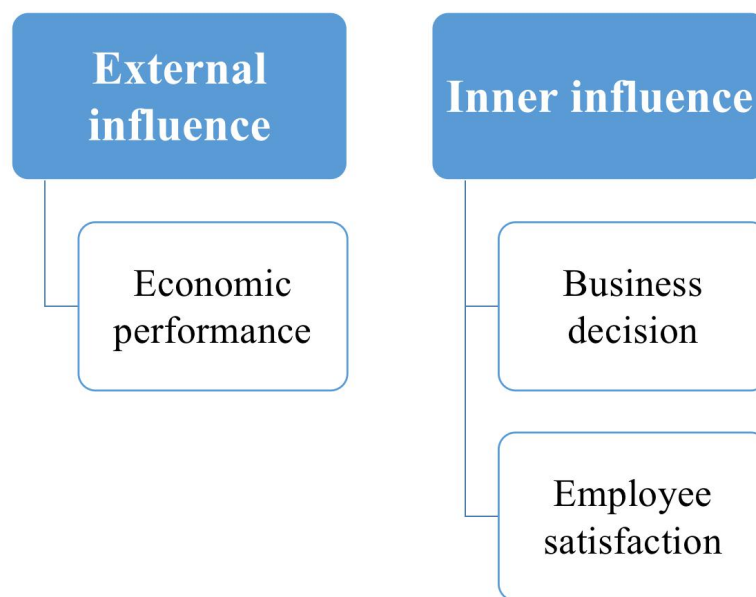 External
influence
Economic
performance
Inner influence
Business
decision
Employee
satisfaction